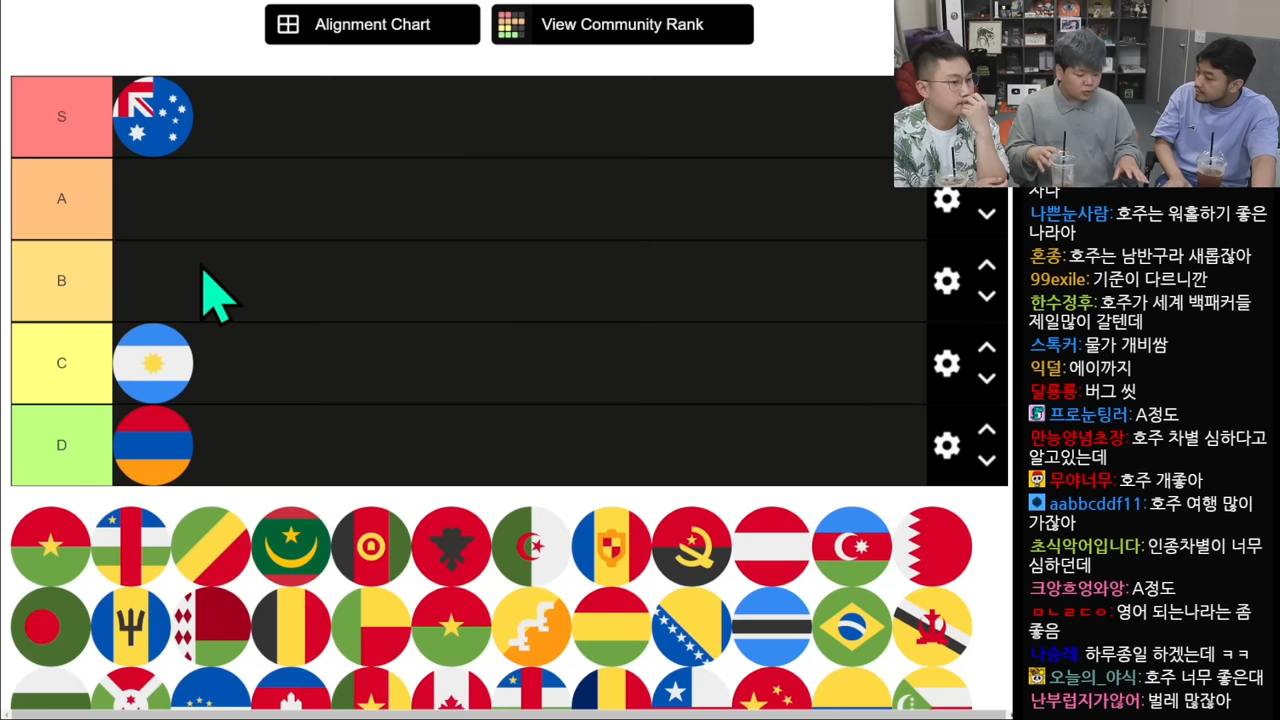 Alignment Chart
View Community Rank
S
A
B
C
D
나쁜눈사람: 호주는 워홀하기 좋은
나라아
혼종: 호주는 남반구라 새롭잖아
99exile: 기준이 다르니깐
한수정후: 호주가 세계 백패커들
제일많이 갈텐데
스톡커: 물가 개비쌈
익덜: 에이까지
달룡룡: 버그 씻
프로눈팅러: A정도
만능양념초장: 호주 차별 심하다고
알고있는데
무야너무: 호주 개좋아
aabbcddf11: 호주 여행 많이
가잖아
초식악어입니다: 인종차별이 너무
심하던데
크앙흐엉와앙: A정도
ㅁㄴㄹㄷㅇ: 영어 되는나라는 좀
좋음
나슝레: 하루종일 하겠는데 ㅋㅋ
오늘의_야식: 호주 너무 좋은대
난부럽지가않어: 벌레 많잖아